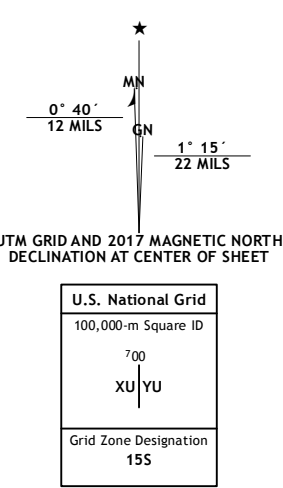 ★
MN
0° 40´
12 MILS
GN
1° 15´
22 MILS
UTM GRID AND 2017 MAGNETIC NORTH
DECLINATION AT CENTER OF SHEET
U.S. National Grid
100,000-m Square ID
⁷00
XU YU
Grid Zone Designation
15S